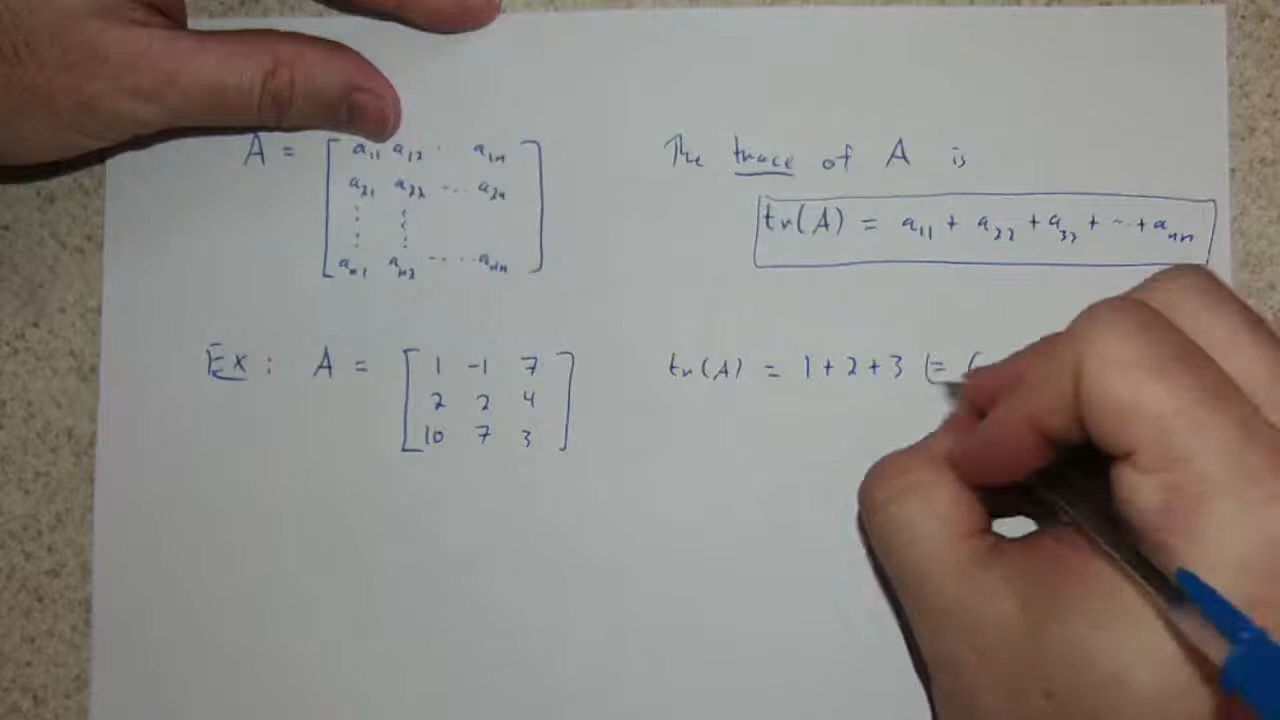 A = [ a11 a12 · a1n
a21 a22 ... a2n
⋮ ⋮
an1 an2 .... ann ]
The trace of A is
tr(A) = a11 + a22 + a33 + ... + ann
Ex: A = [ 1 -1 7
2 2 4
10 7 3 ]
tr(A) = 1 + 2 + 3 =